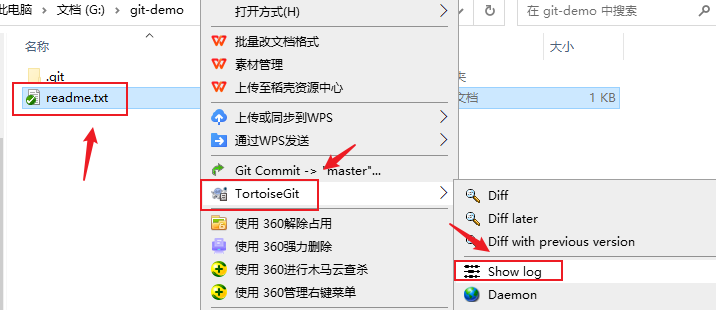 此电脑 › 文档 (G:) › git-demo
在 git-demo 中搜索
名称
大小
.git
readme.txt
文档
1 KB
打开方式(H)
批量改文档格式
素材管理
上传至稻壳资源中心
上传或同步到WPS
通过WPS发送
Git Commit -> "master"...
TortoiseGit
使用 360解除占用
使用 360强力删除
使用 360进行木马云查杀
使用 360管理右键菜单
Diff
Diff later
Diff with previous version
Show log
Daemon